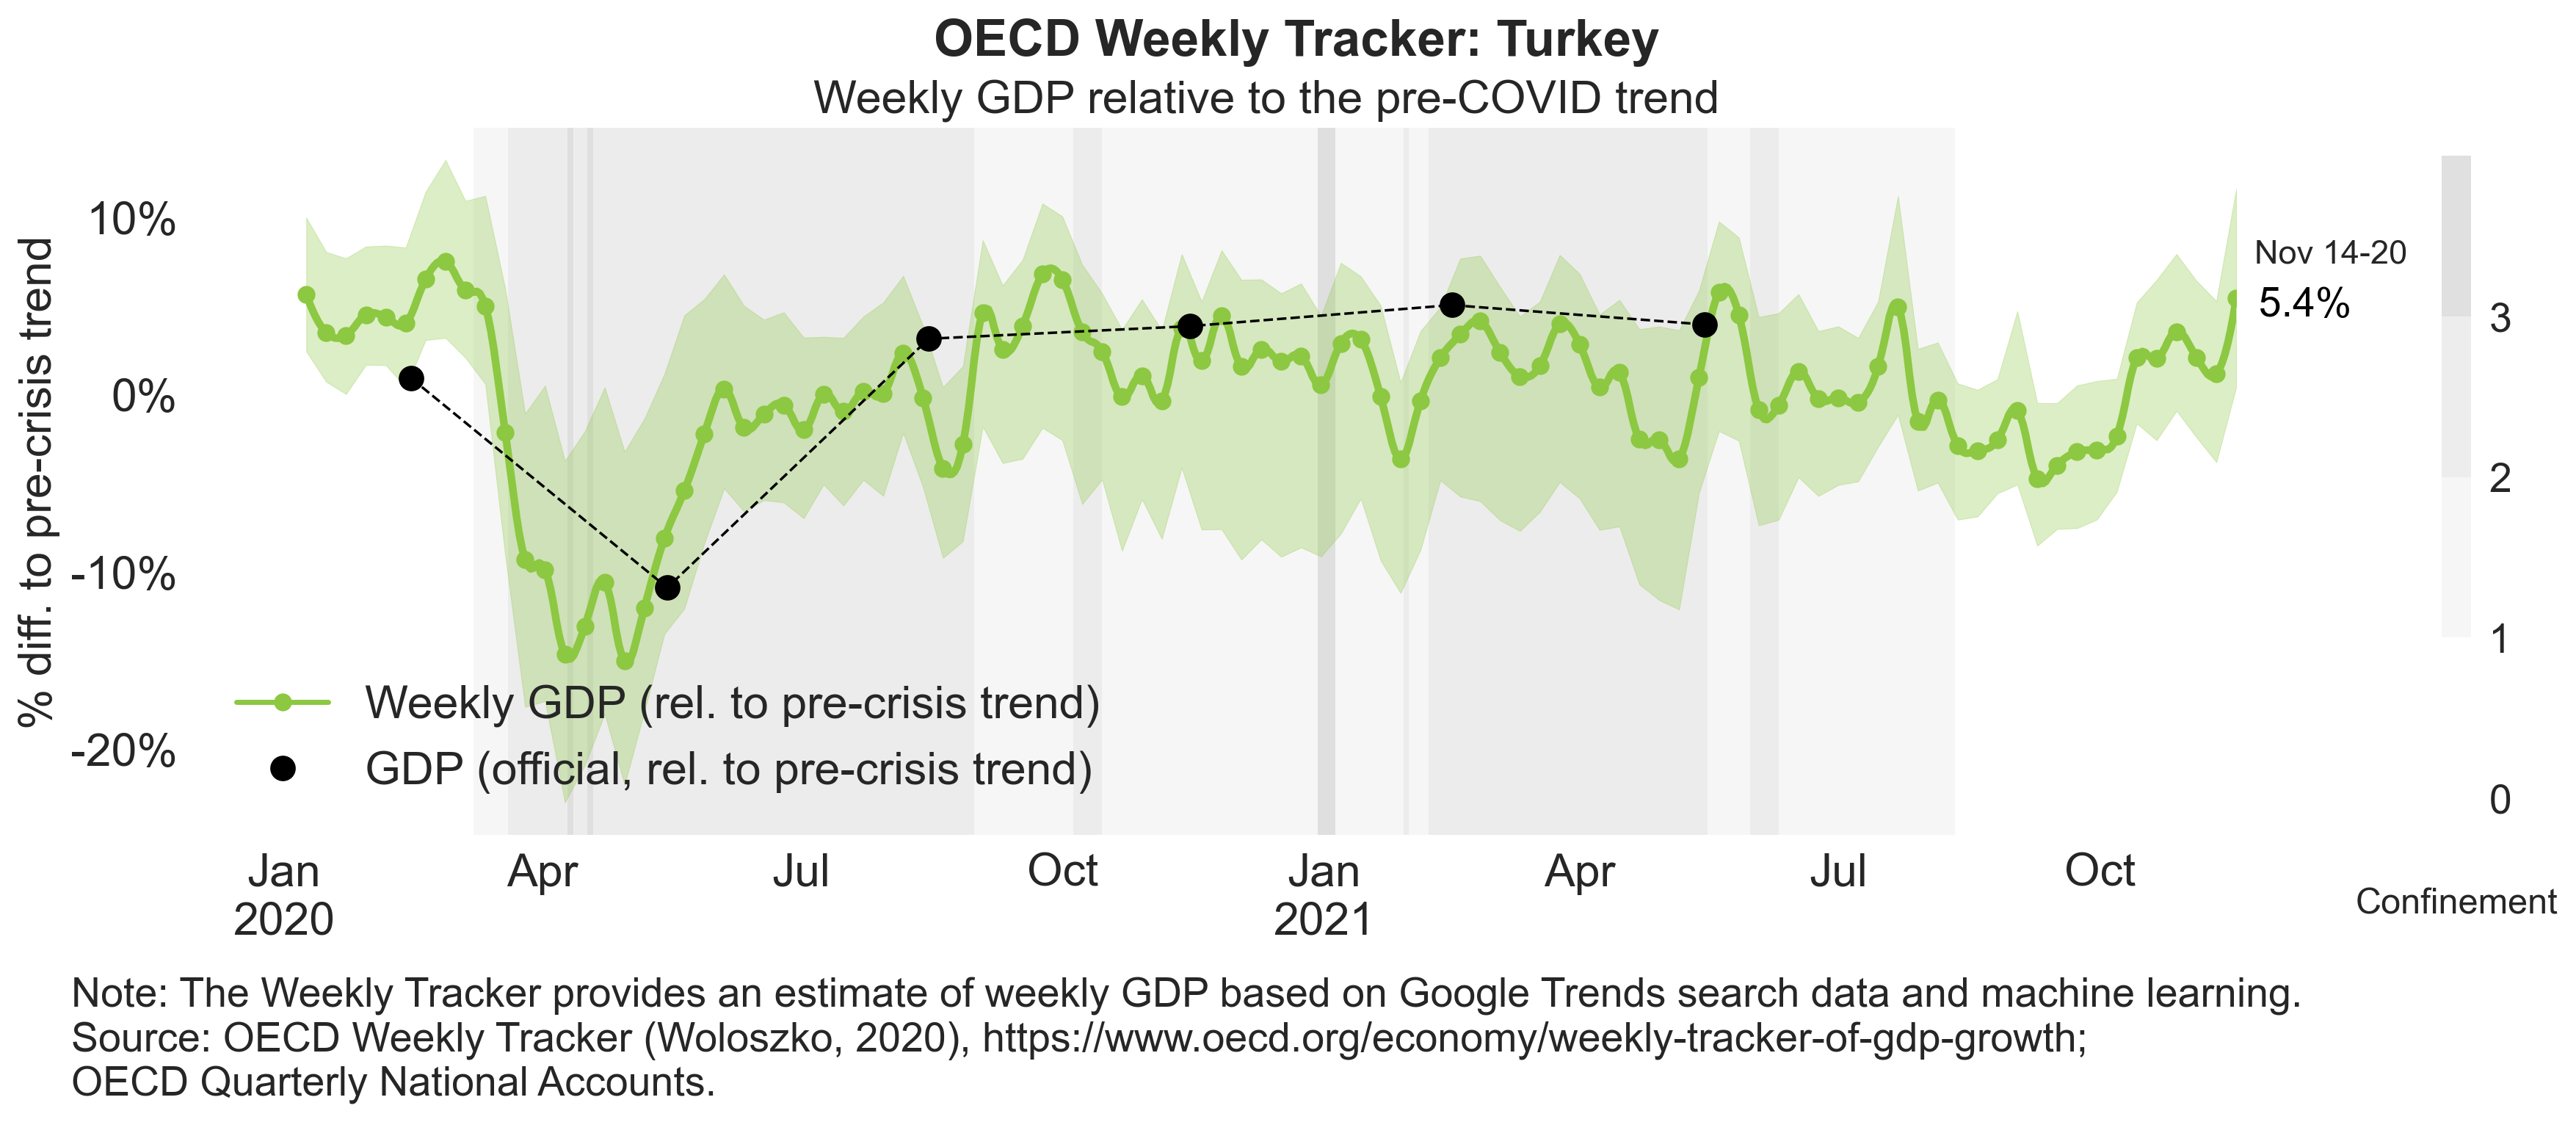 OECD Weekly Tracker: Turkey
Weekly GDP relative to the pre-COVID trend
% diff. to pre-crisis trend
10%
0%
-10%
-20%
Nov 14-20
5.4%
3
2
1
0
Confinement
Weekly GDP (rel. to pre-crisis trend)
GDP (official, rel. to pre-crisis trend)
Jan Apr Jul Oct Jan Apr Jul Oct
2020 2021
Note: The Weekly Tracker provides an estimate of weekly GDP based on Google Trends search data and machine learning.
Source: OECD Weekly Tracker (Woloszko, 2020), https://www.oecd.org/economy/weekly-tracker-of-gdp-growth;
OECD Quarterly National Accounts.